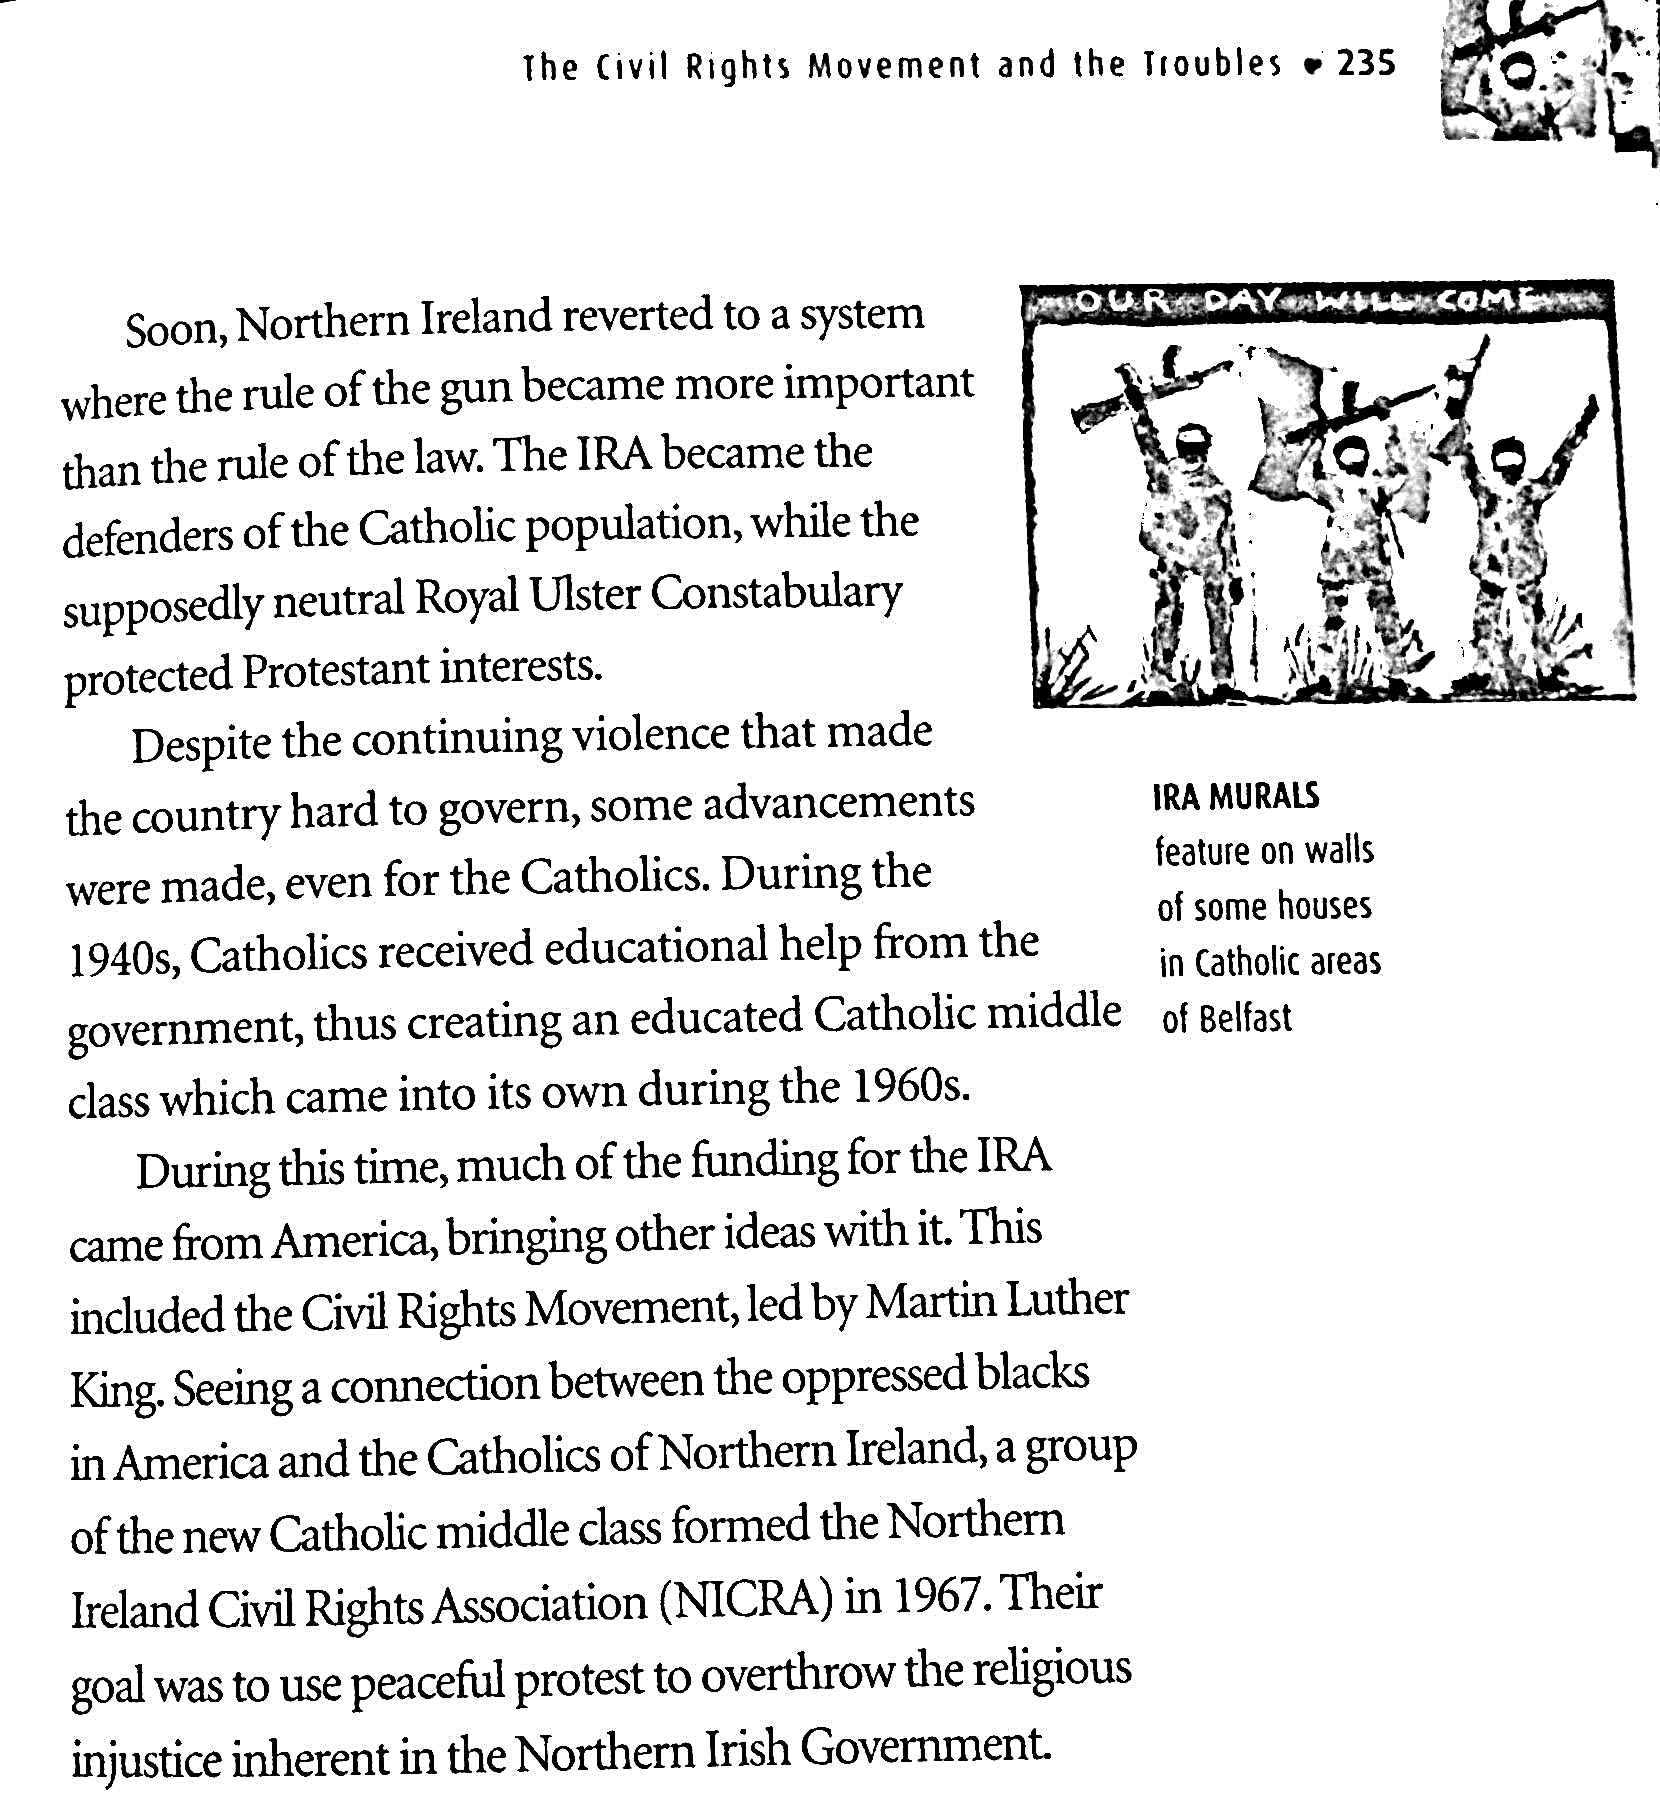 The Civil Rights Movement and the Troubles ♥ 235
OUR DAY WILL COME
Soon, Northern Ireland reverted to a system
where the rule of the gun became more important
than the rule of the law. The IRA became the
defenders of the Catholic population, while the
supposedly neutral Royal Ulster Constabulary
protected Protestant interests.
Despite the continuing violence that made
the country hard to govern, some advancements
were made, even for the Catholics. During the
1940s, Catholics received educational help from the
government, thus creating an educated Catholic middle
class which came into its own during the 1960s.
During this time, much of the funding for the IRA
came from America, bringing other ideas with it. This
included the Civil Rights Movement, led by Martin Luther
King. Seeing a connection between the oppressed blacks
in America and the Catholics of Northern Ireland, a group
of the new Catholic middle class formed the Northern
Ireland Civil Rights Association (NICRA) in 1967. Their
goal was to use peaceful protest to overthrow the religious
injustice inherent in the Northern Irish Government.
IRA MURALS
feature on walls
of some houses
in Catholic areas
of Belfast